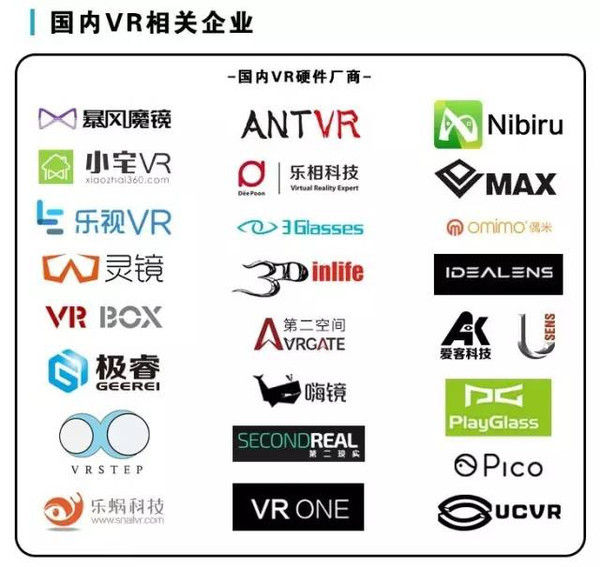 国内VR相关企业
-国内VR硬件厂商-
暴风魔镜
ANTVR
Nibiru
小宅VR
xiaozhai360.com
DeePoon
乐相科技
Virtual Reality Expert
MAX
乐视VR
3Glasses
omimo 偶米
灵镜
3Dinlife
IDEALENS
VR BOX
第二空间
VRGATE
爱客科技
USENS
极睿
GEEREI
嗨镜
PlayGlass
VRSTEP
SECONDREAL
第二现实
Pico
乐蜗科技
www.snailvr.com
VR ONE
UCVR